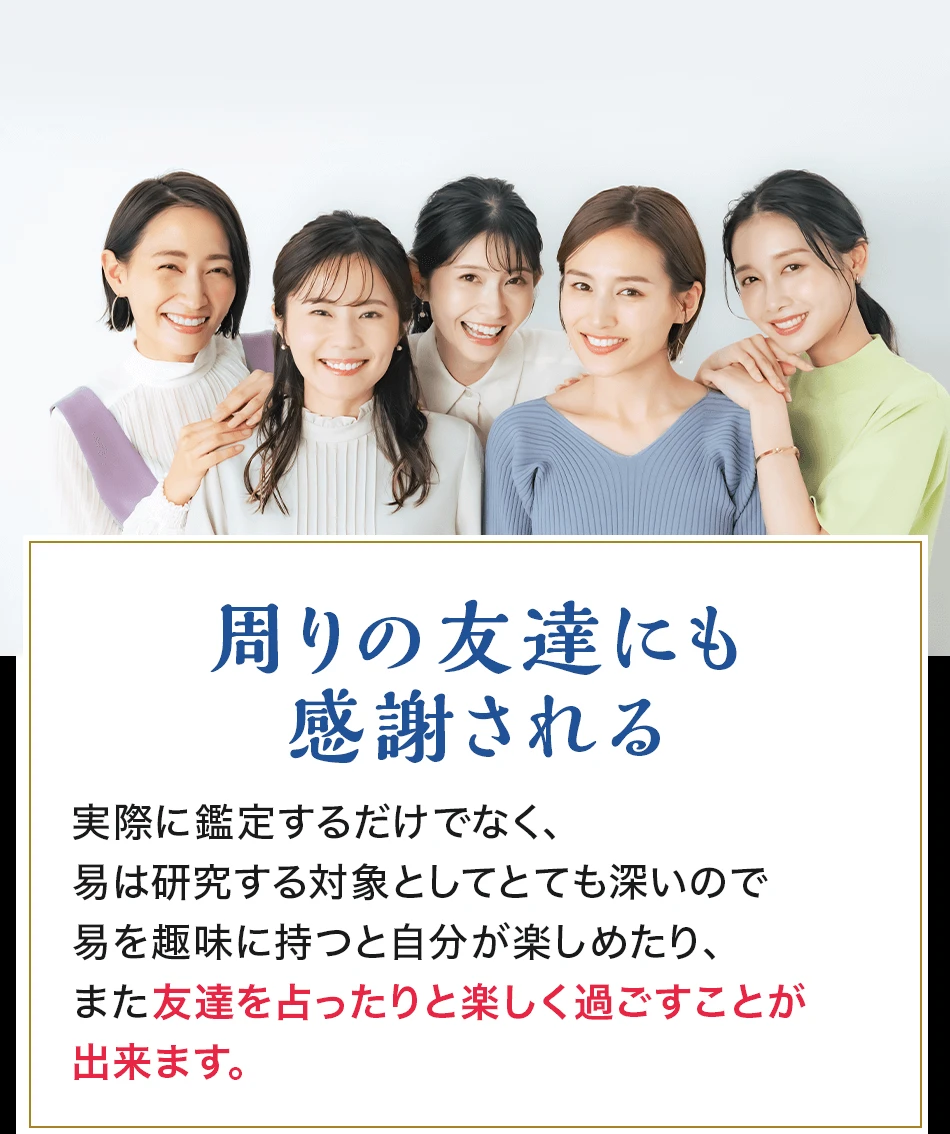 周りの友達にも
感謝される
実際に鑑定するだけでなく、
易は研究する対象としてとても深いので
易を趣味に持つと自分が楽しめたり、
また友達を占ったりと楽しく過ごすことが
出来ます。